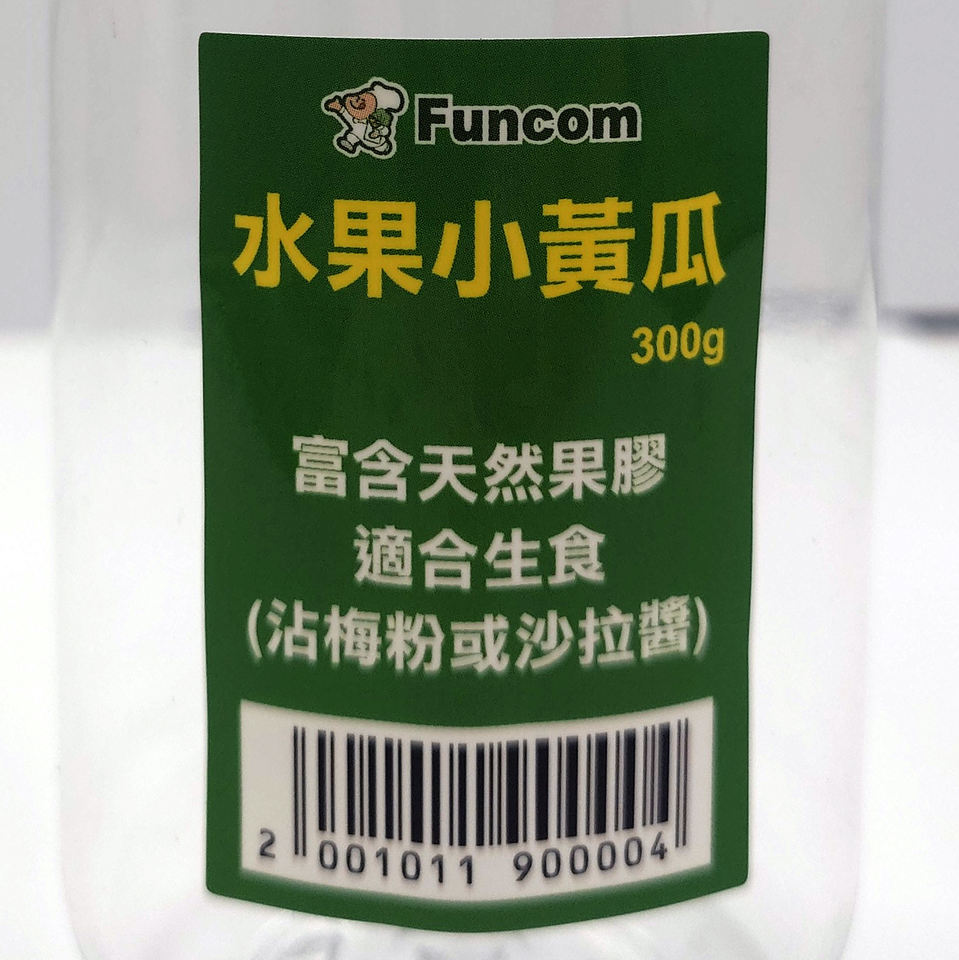 Funcom
水果小黃瓜
300g
富含天然果膠
適合生食
(沾梅粉或沙拉醬)
2 001011 900004